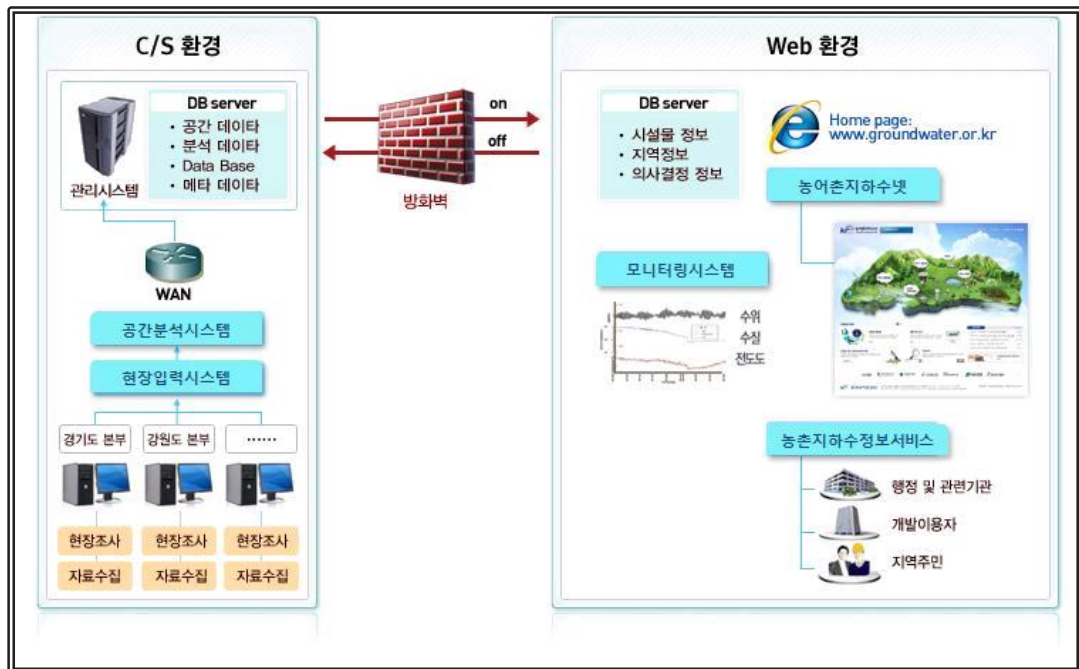 C/S 환경
DB server
• 공간 데이타
• 분석 데이타
• Data Base
• 메타 데이타
관리시스템
WAN
공간분석시스템
현장입력시스템
경기도 본부
강원도 본부
……
현장조사
현장조사
현장조사
자료수집
자료수집
자료수집
on
off
방화벽
Web 환경
DB server
• 시설물 정보
• 지역정보
• 의사결정 정보
Home page:
www.groundwater.or.kr
농어촌지하수넷
모니터링시스템
수위
수질
전도도
농촌지하수정보서비스
행정 및 관련기관
개발이용자
지역주민